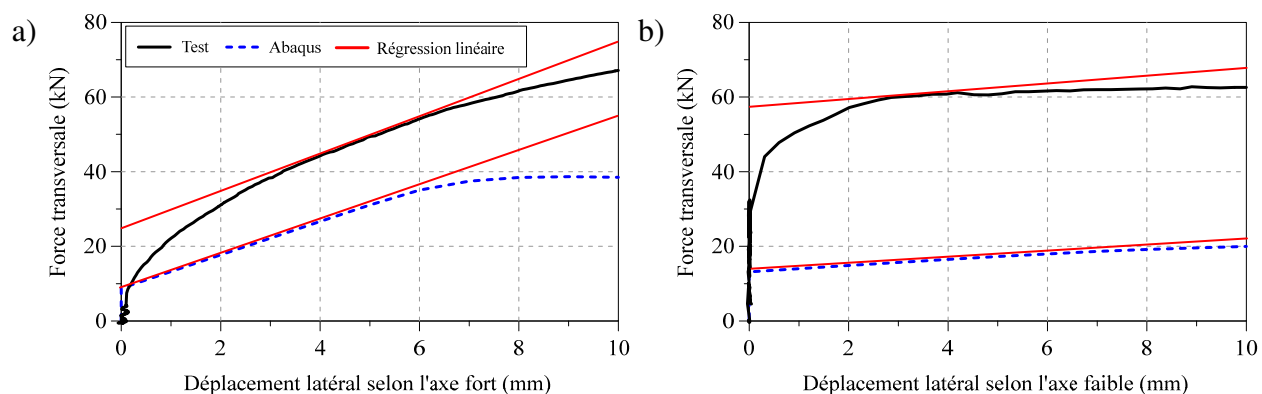 a)
Force transversale (kN)
80
60
40
20
0
Test
Abaqus
Régression linéaire
0 2 4 6 8 10
Déplacement latéral selon l'axe fort (mm)
b)
Force transversale (kN)
80
60
40
20
0
0 2 4 6 8 10
Déplacement latéral selon l'axe faible (mm)